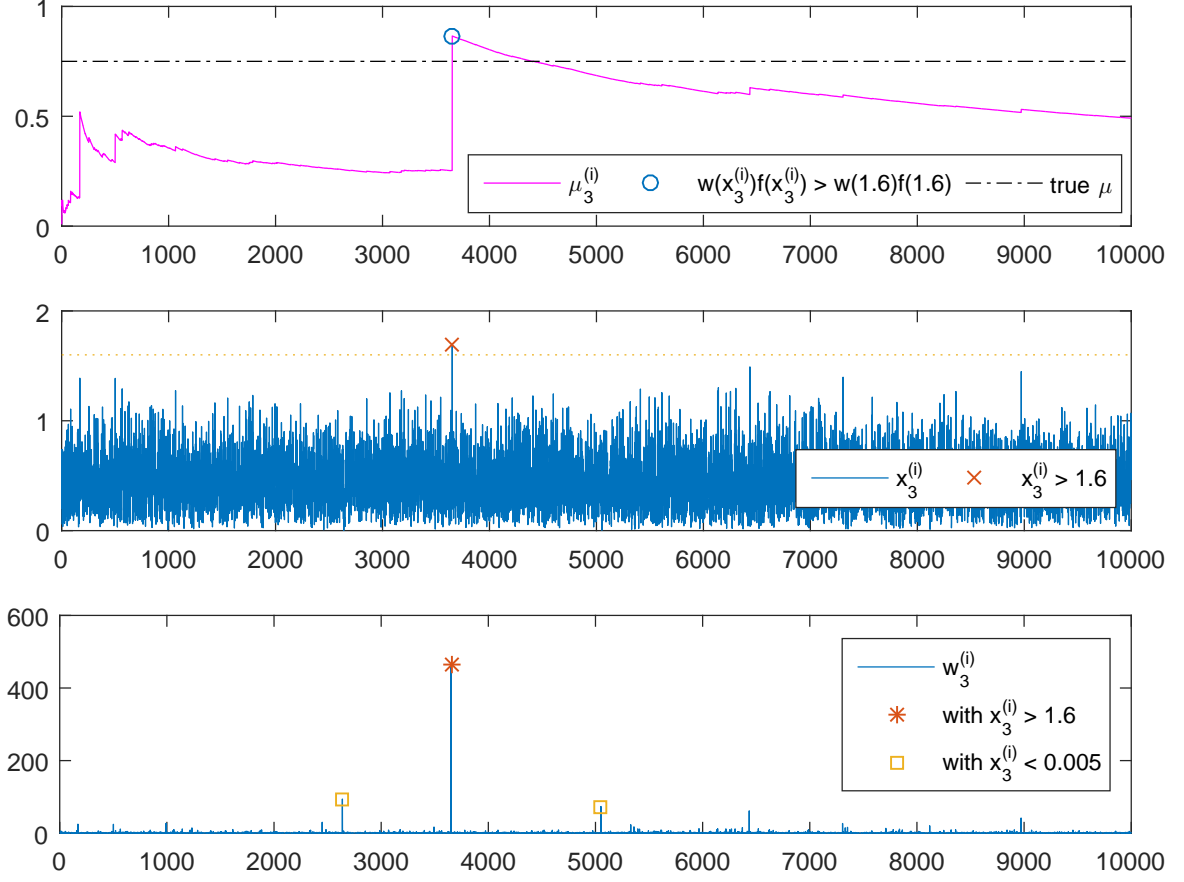 1
0.5
0
μ₃⁽ⁱ⁾ w(x₃⁽ⁱ⁾)f(x₃⁽ⁱ⁾) > w(1.6)f(1.6) true μ
0 1000 2000 3000 4000 5000 6000 7000 8000 9000 10000
2
1
0
x₃⁽ⁱ⁾ x₃⁽ⁱ⁾ > 1.6
0 1000 2000 3000 4000 5000 6000 7000 8000 9000 10000
600
400
200
0
w₃⁽ⁱ⁾
with x₃⁽ⁱ⁾ > 1.6
with x₃⁽ⁱ⁾ < 0.005
0 1000 2000 3000 4000 5000 6000 7000 8000 9000 10000